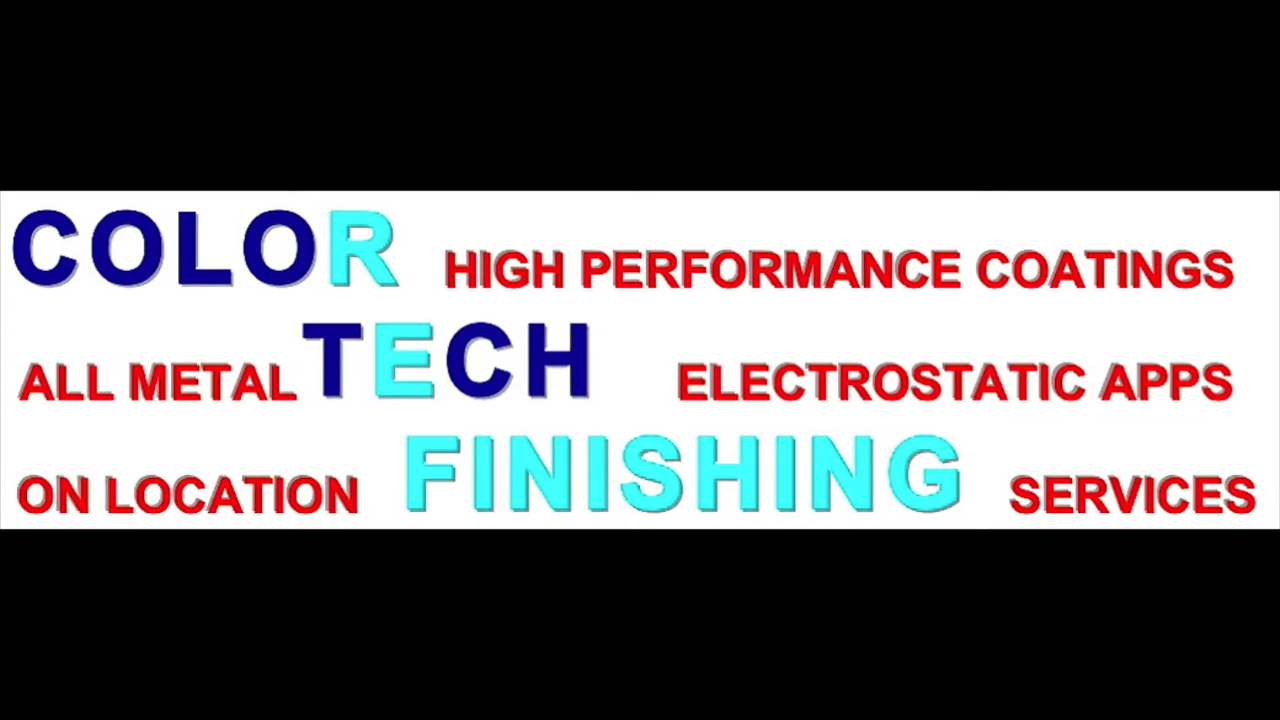 COLOR HIGH PERFORMANCE COATINGS
ALL METAL TECH ELECTROSTATIC APPS
ON LOCATION FINISHING SERVICES